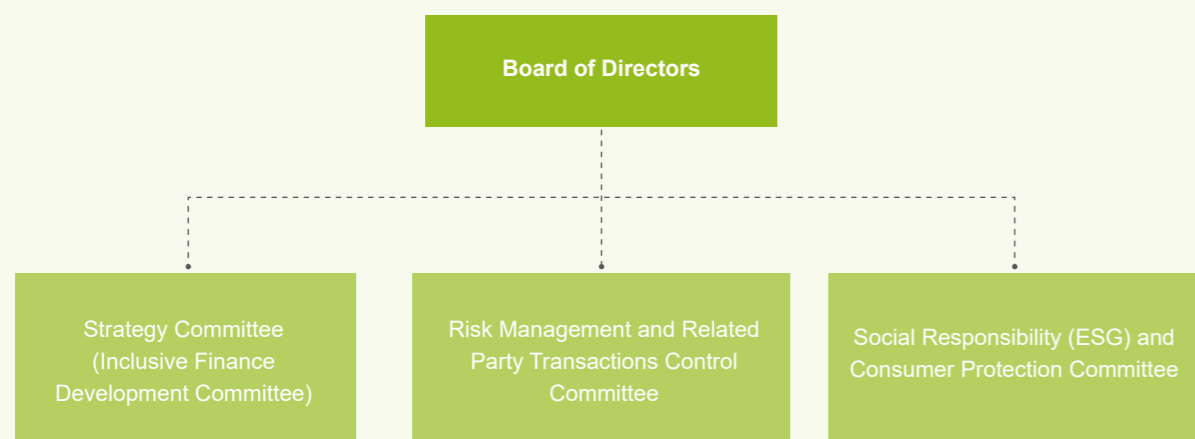 Board of Directors
Strategy Committee
(Inclusive Finance
Development Committee)
Risk Management and Related
Party Transactions Control
Committee
Social Responsibility (ESG) and
Consumer Protection Committee